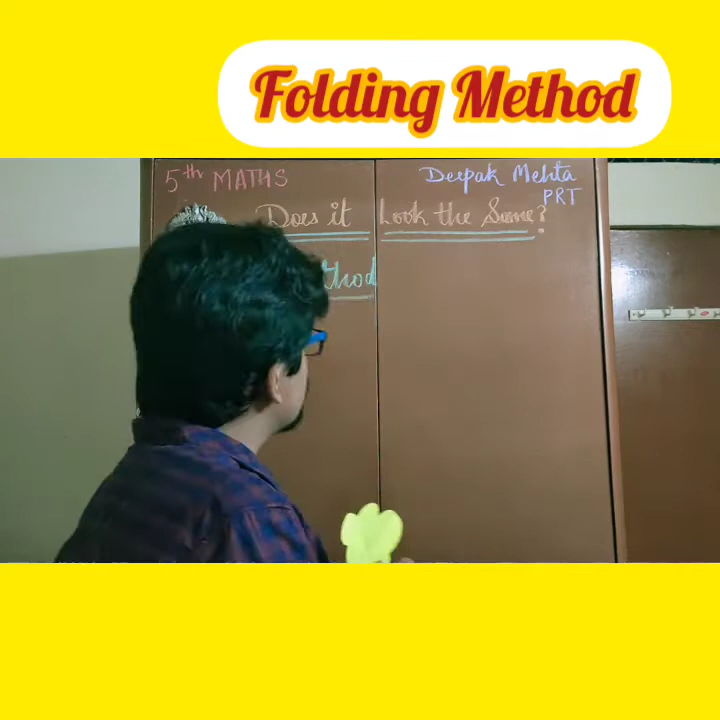 Folding Method
5th MATHS
Deepak Mehta
PRT
Does it Look the Same?